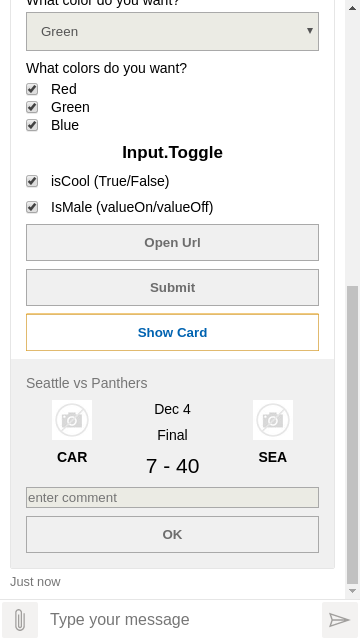 What color do you want?
Green
What colors do you want?
Red
Green
Blue
Input.Toggle
isCool (True/False)
IsMale (valueOn/valueOff)
Open Url
Submit
Show Card
Seattle vs Panthers
Dec 4
Final
CAR
7 - 40
SEA
enter comment
OK
Just now
Type your message